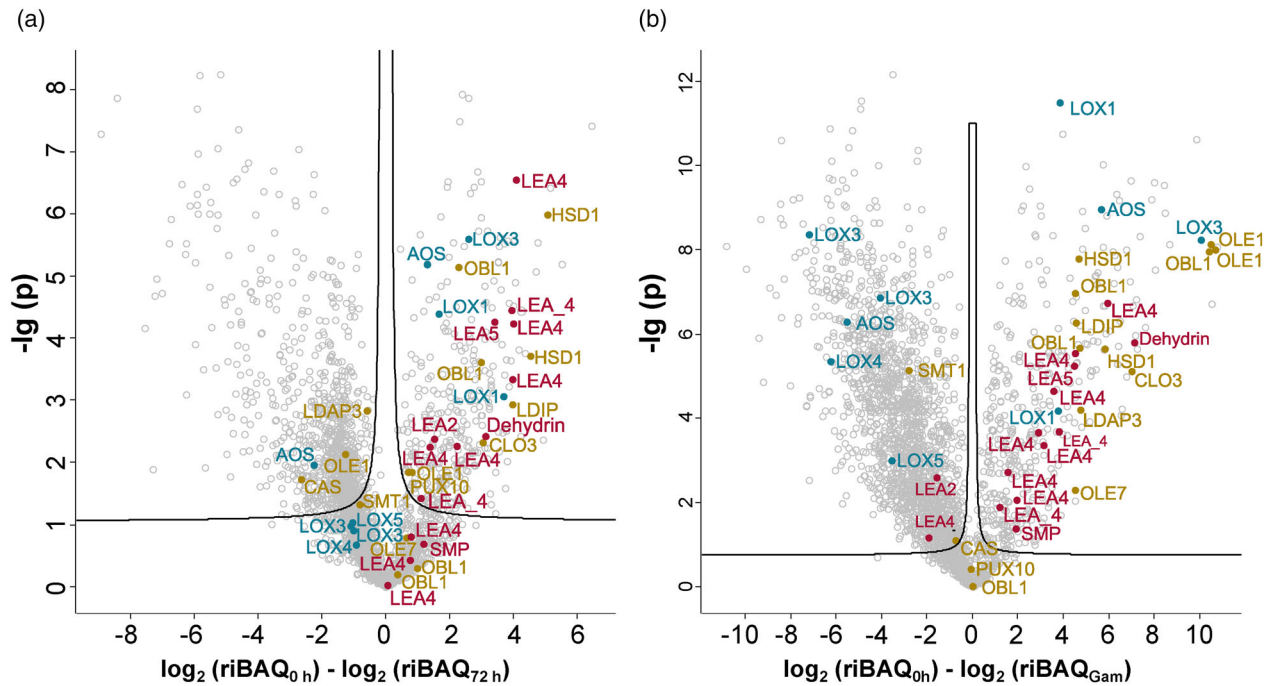 (a)
(b)
8
7
6
5
4
3
2
1
0
-lg (p)
LEA4
HSD1
LOX3
AOS
OBL1
LOX1
LEA_4
LEA4
LEA5
HSD1
OBL1
LEA4
LOX1
LDIP
LDAP3
LEA2
Dehydrin
CLO3
LEA4
LEA4
AOS
OLE1
CAS
OLE1
PUX10
LEA_4
SMT1
LOX3
LOX5
LOX3
LOX4
LEA4
OLE7
SMP
LEA4
OBL1
OBL1
LEA4
-8 -6 -4 -2 0 2 4 6
log2 (riBAQ0 h) - log2 (riBAQ72 h)
12
10
8
6
4
2
0
-lg (p)
LOX1
AOS
LOX3
OLE1
OBL1
OLE1
LOX3
HSD1
LOX3
OBL1
LEA4
AOS
LDIP
Dehydrin
OBL1
LOX4
LEA4
HSD1
SMT1
LEA5
CLO3
LEA4
LOX1
LDAP3
LEA4
LEA_4
LEA4
LOX5
LEA2
LEA4
OLE7
LEA4
LEA_4
LEA4
SMP
CAS
PUX10
OBL1
-10 -8 -6 -4 -2 0 2 4 6 8 10
log2 (riBAQ0h) - log2 (riBAQGam)